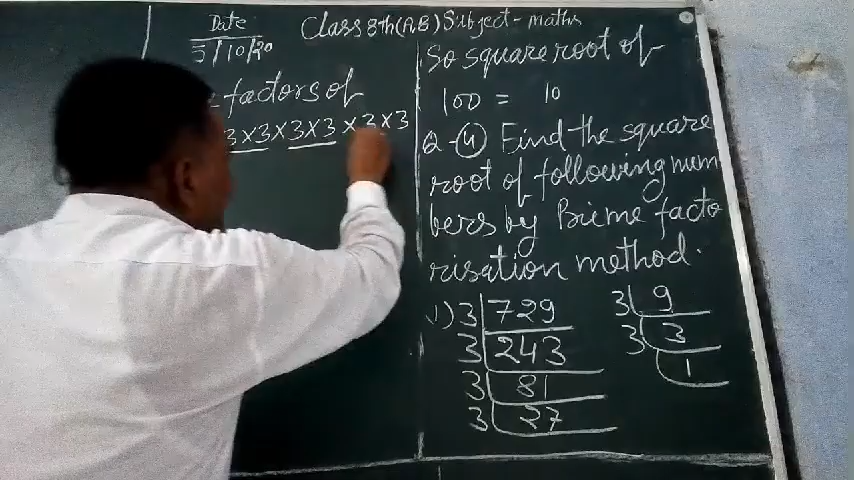 Date
5/10/20
Class 8th (A,B) Subject - maths
factors of
3×3×3×3×3×3
So square root of
100 = 10
Q-4 Find the square
root of following num
bers by Prime facto
risation method.
1) 3 729
3 243
3 81
3 27
3 9
3 3
1